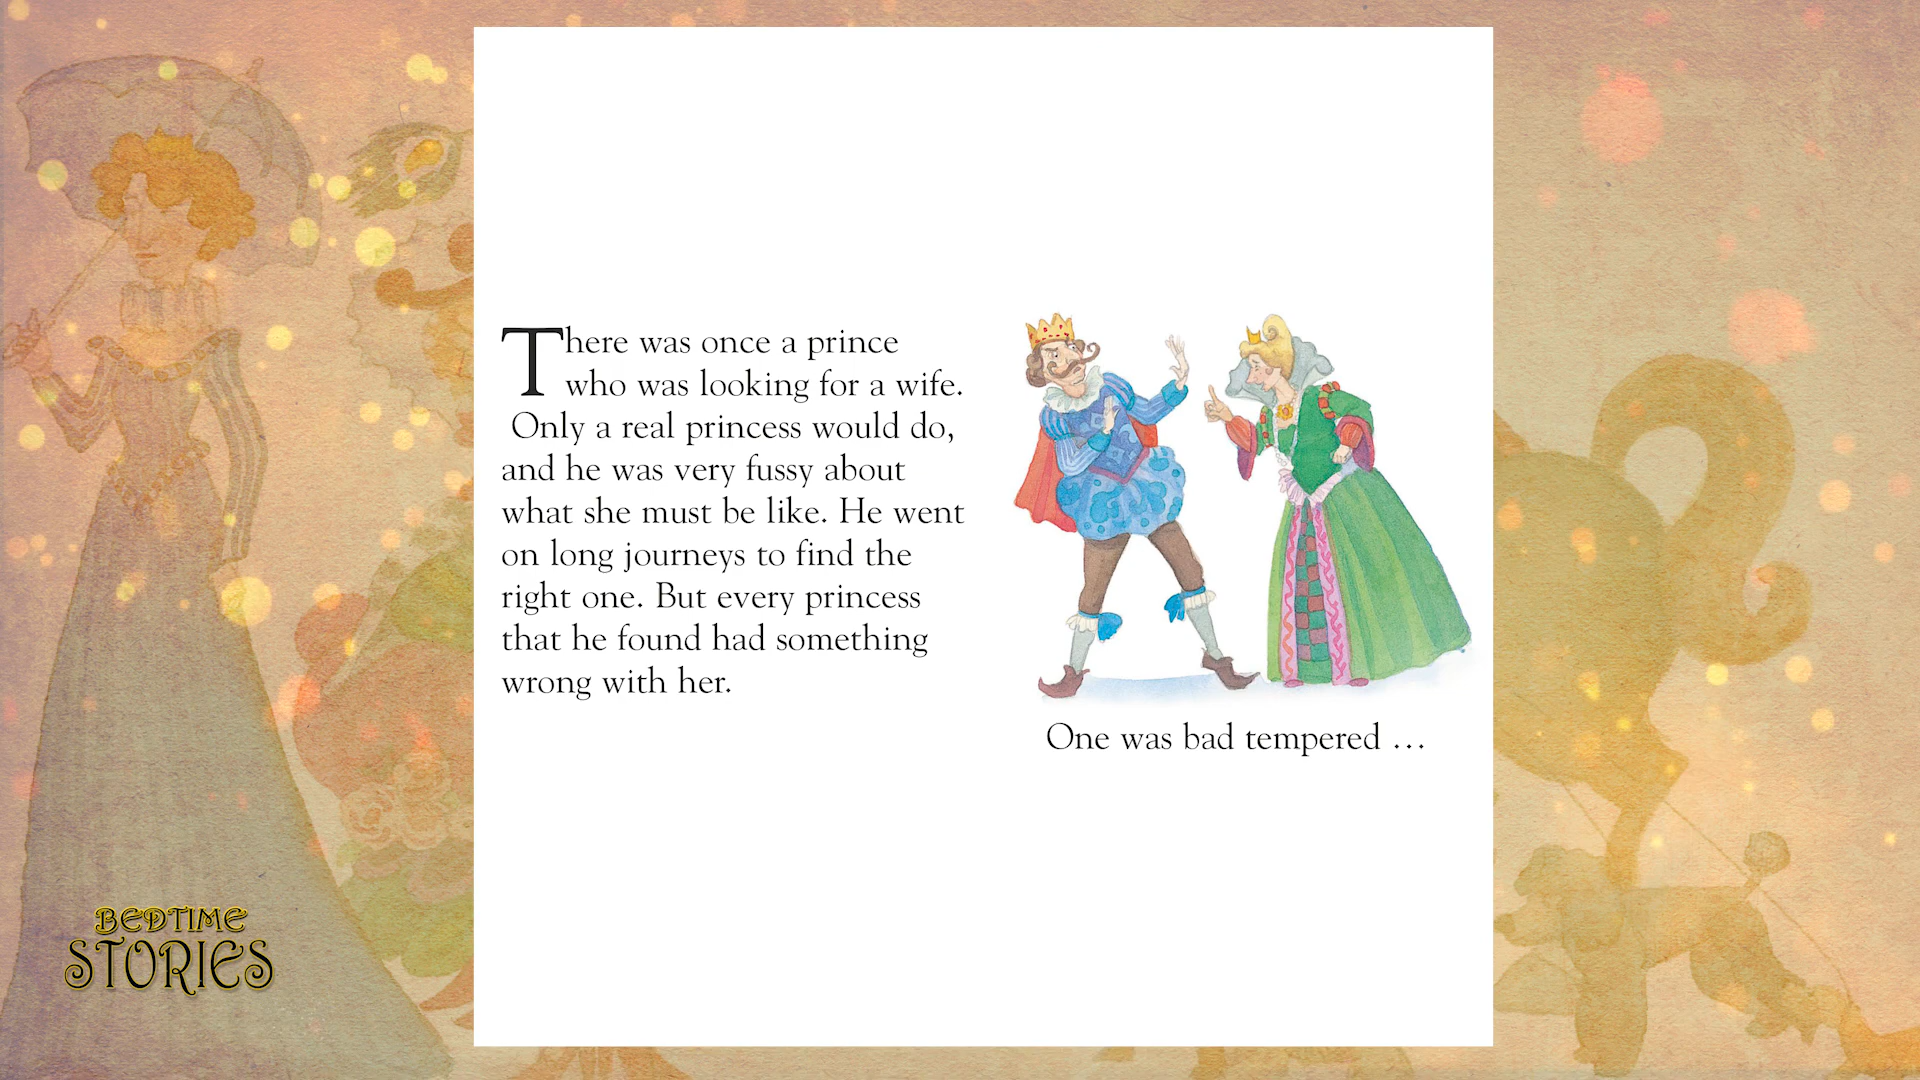 There was once a prince
who was looking for a wife.
Only a real princess would do,
and he was very fussy about
what she must be like. He went
on long journeys to find the
right one. But every princess
that he found had something
wrong with her.
One was bad tempered ...
BEDTIME
STORIES